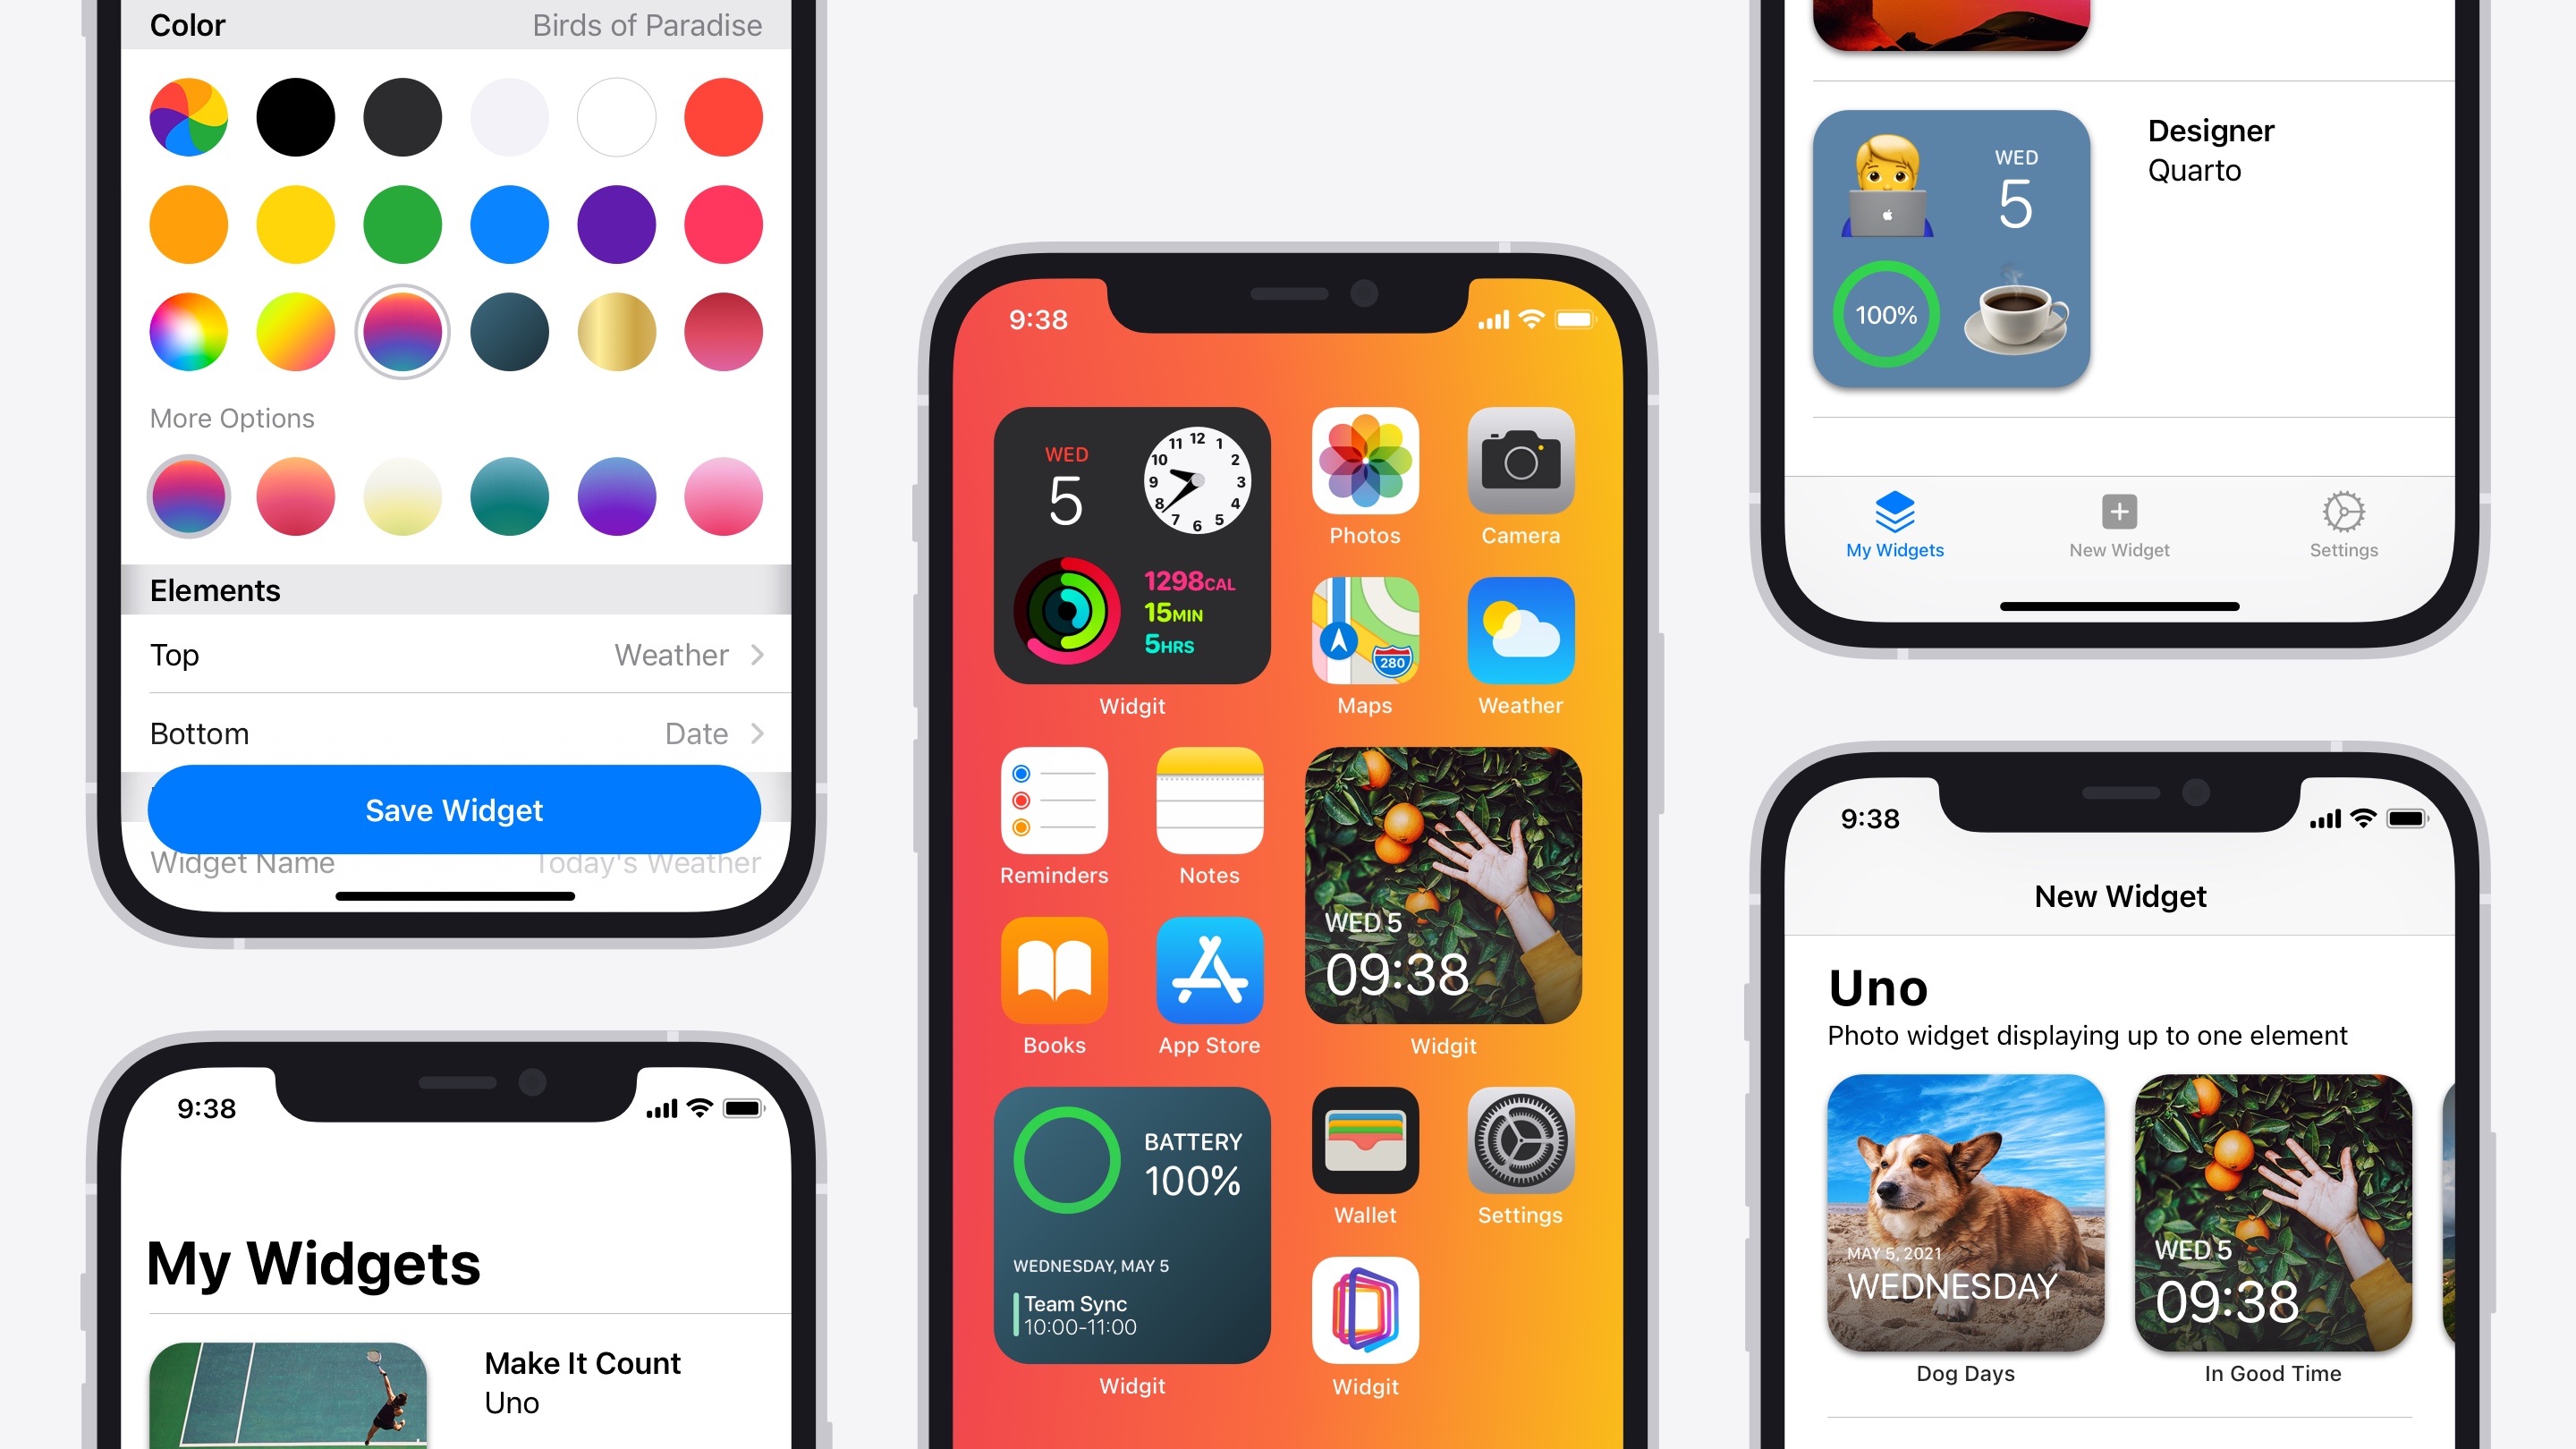 Color Birds of Paradise
More Options
Elements
Top Weather
Bottom Date
Save Widget
Widget Name Today's Weather
9:38
My Widgets
Make It Count
Uno
9:38
WED
5
12
1
2
3
4
5
6
7
8
9
10
11
1298CAL
15MIN
5HRS
Widgit
Photos
Camera
280
Maps
Weather
Reminders
Notes
WED 5
09:38
Books
App Store
Widgit
BATTERY
100%
WEDNESDAY, MAY 5
Team Sync
10:00-11:00
Widgit
Wallet
Settings
Widgit
WED
5
100%
Designer
Quarto
My Widgets
New Widget
Settings
9:38
New Widget
Uno
Photo widget displaying up to one element
MAY 5, 2021
WEDNESDAY
Dog Days
WED 5
09:38
In Good Time